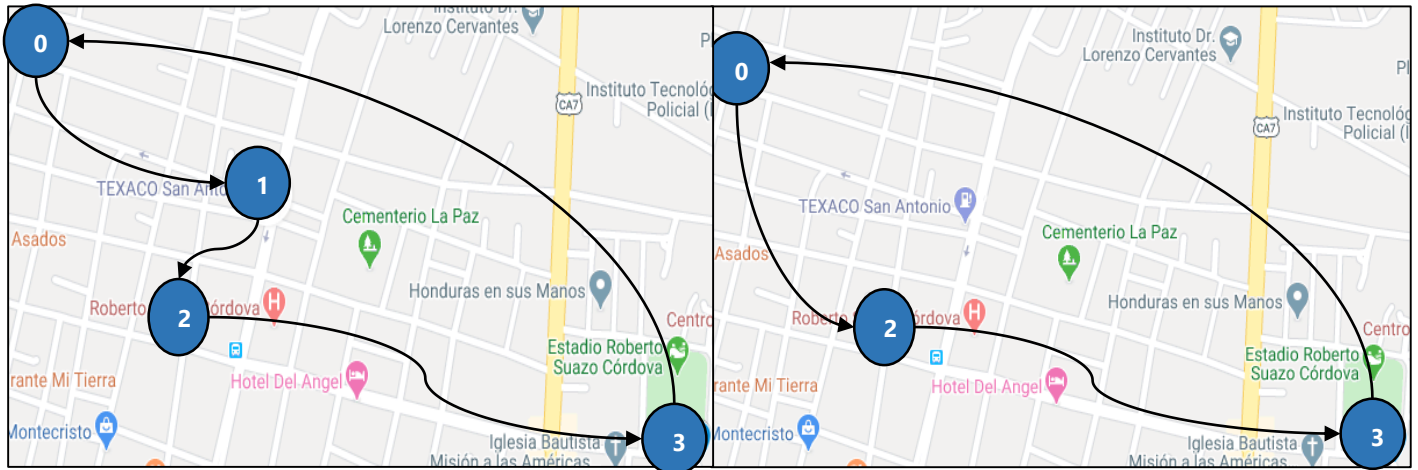 Instituto Dr.
Lorenzo Cervantes
0
CA7
Instituto Tecnoló
Policial (
1
TEXACO San Anto
Cementerio La Paz
Asados
Honduras en sus Manos
Roberto
órdova
H
2
Centro
Estadio Roberto
Suazo Córdova
Hotel Del Angel
rante Mi Tierra
Montecristo
Iglesia Bautista
Misión a las Américas
3
Instituto Dr.
Lorenzo Cervantes
0
CA7
Instituto Tecnológ
Policial (
TEXACO San Antonio
Cementerio La Paz
Asados
Honduras en sus Manos
órdova
H
2
Centro
Estadio Roberto
Suazo Córdova
Hotel Del Angel
rante Mi Tierra
Montecristo
Iglesia Bautista
Misión a las Américas
3